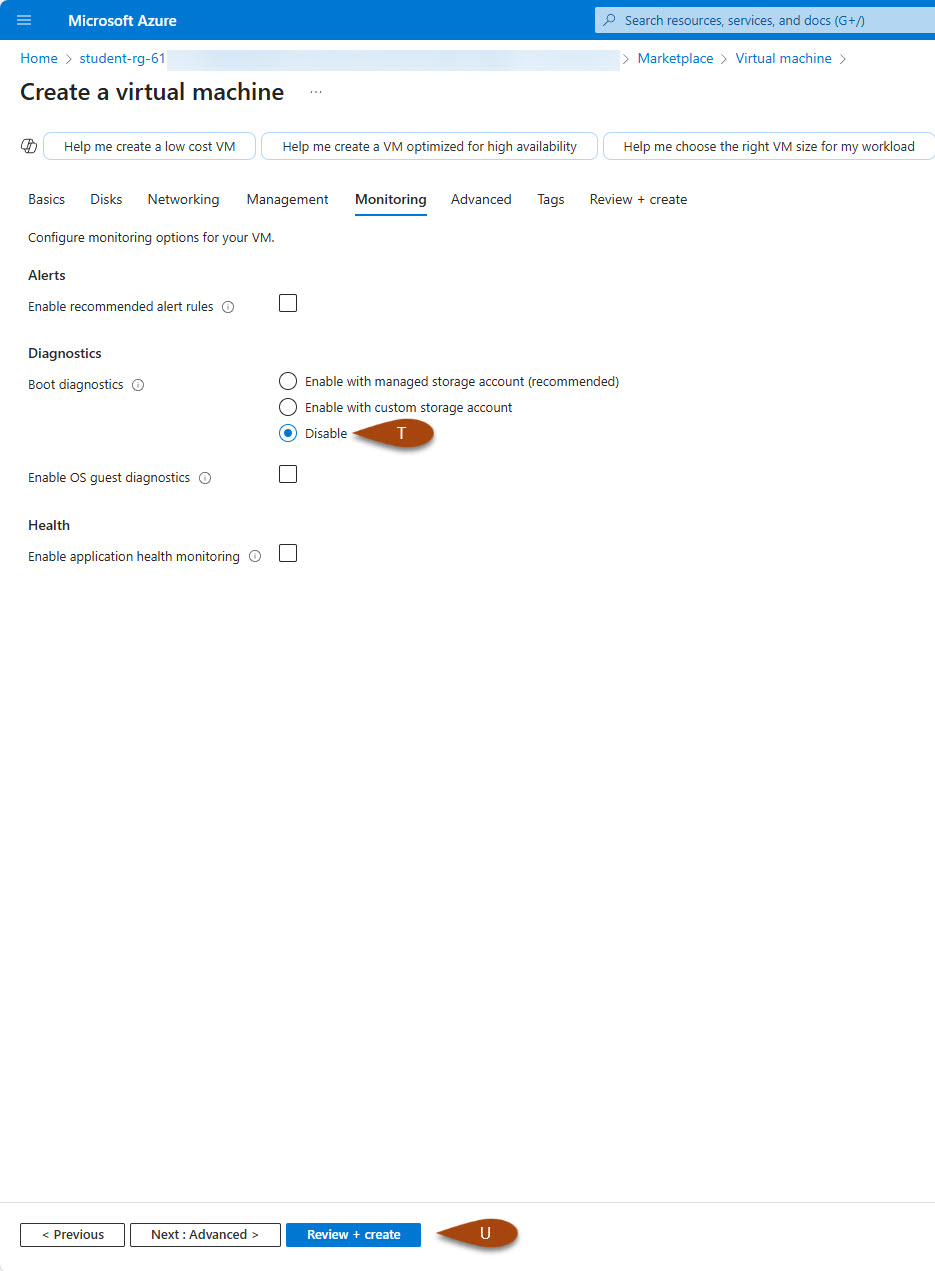 Microsoft Azure
Search resources, services, and docs (G+/)
Home > student-rg-61 > Marketplace > Virtual machine >
Create a virtual machine ...
Help me create a low cost VM
Help me create a VM optimized for high availability
Help me choose the right VM size for my workload
Basics Disks Networking Management Monitoring Advanced Tags Review + create
Configure monitoring options for your VM.
Alerts
Enable recommended alert rules
Diagnostics
Boot diagnostics
Enable with managed storage account (recommended)
Enable with custom storage account
Disable T
Enable OS guest diagnostics
Health
Enable application health monitoring
< Previous Next : Advanced > Review + create U